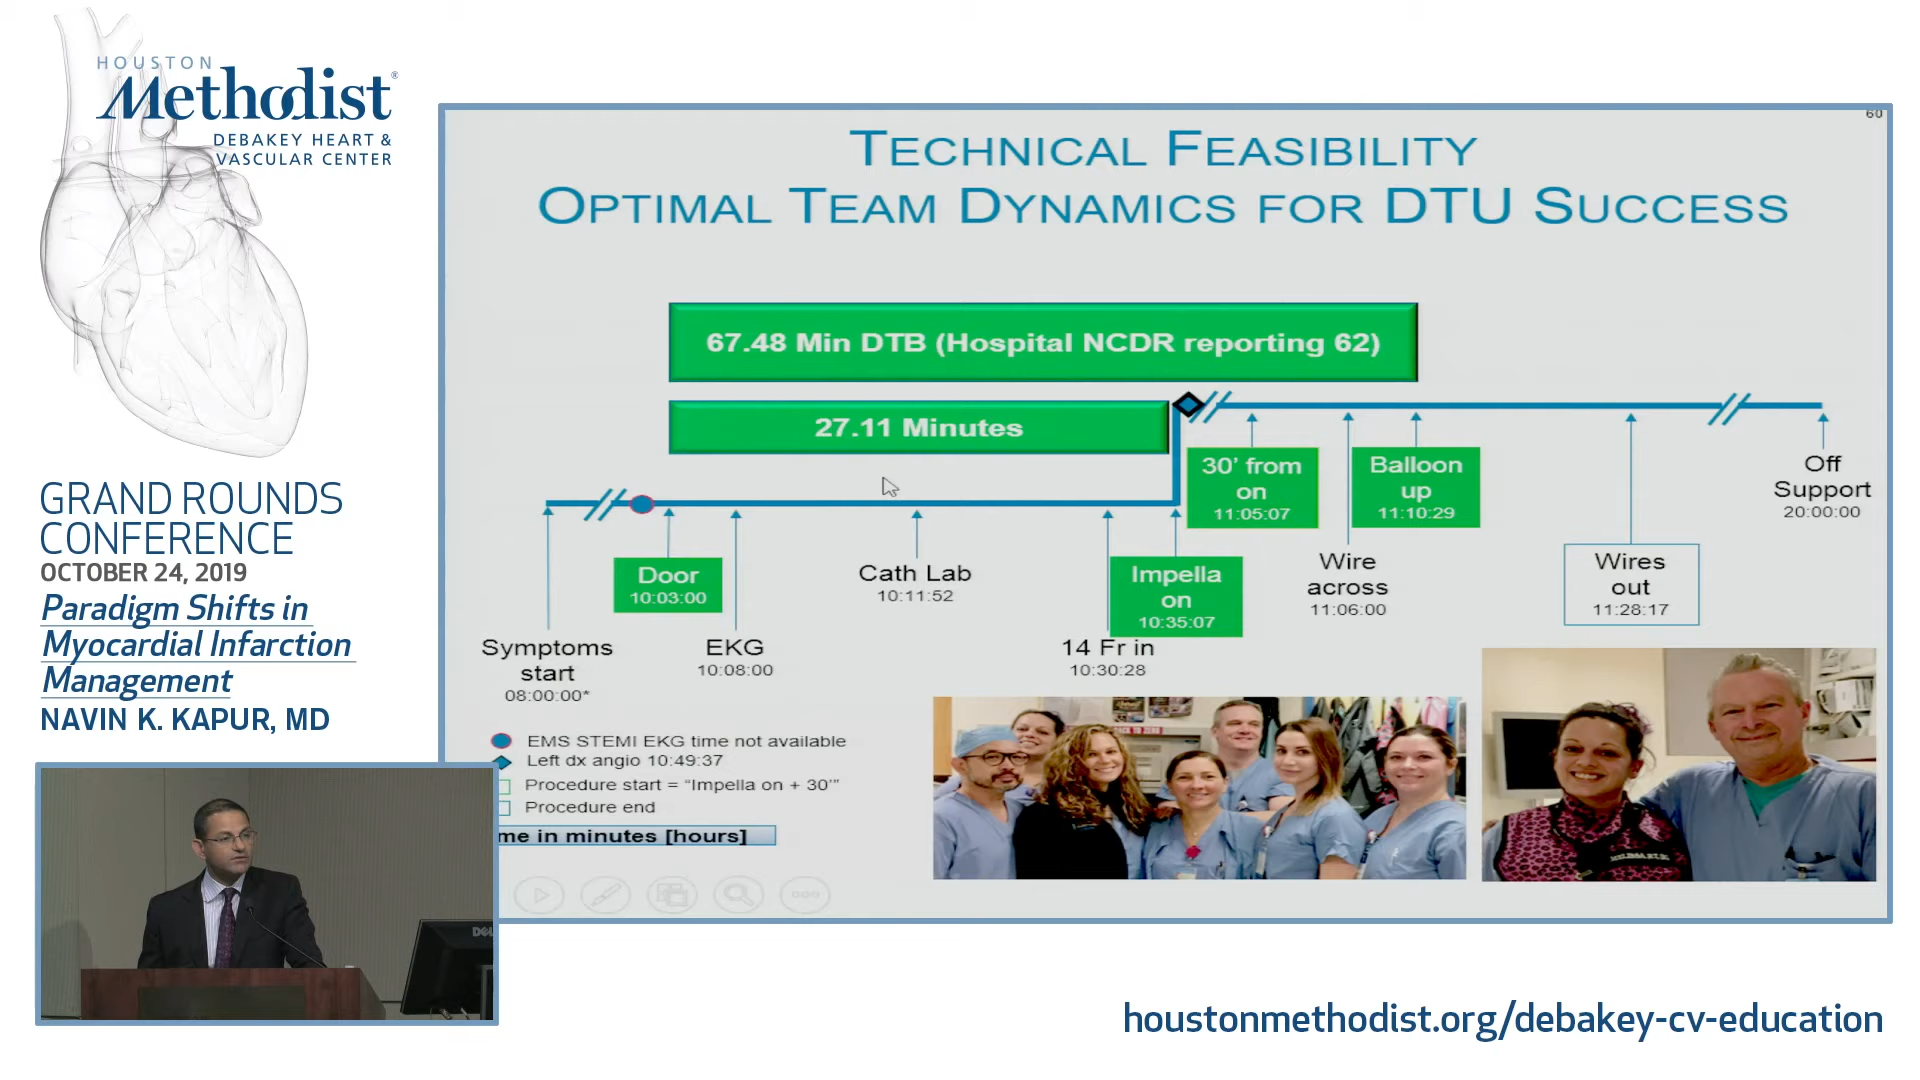 HOUSTON
Methodist®
DEBAKEY HEART &
VASCULAR CENTER
GRAND ROUNDS
CONFERENCE
OCTOBER 24, 2019
Paradigm Shifts in
Myocardial Infarction
Management
NAVIN K. KAPUR, MD
60
TECHNICAL FEASIBILITY
OPTIMAL TEAM DYNAMICS FOR DTU SUCCESS
67.48 Min DTB (Hospital NCDR reporting 62)
27.11 Minutes
30’ from
on
11:05:07
Balloon
up
11:10:29
Off
Support
20:00:00
Door
10:03:00
Cath Lab
10:11:52
Impella
on
10:35:07
Wire
across
11:06:00
Wires
out
11:28:17
Symptoms
start
08:00:00*
EKG
10:08:00
14 Fr in
10:30:28
EMS STEMI EKG time not available
Left dx angio 10:49:37
Procedure start = “Impella on + 30’”
Procedure end
me in minutes [hours]
DELL
houstonmethodist.org/debakey-cv-education